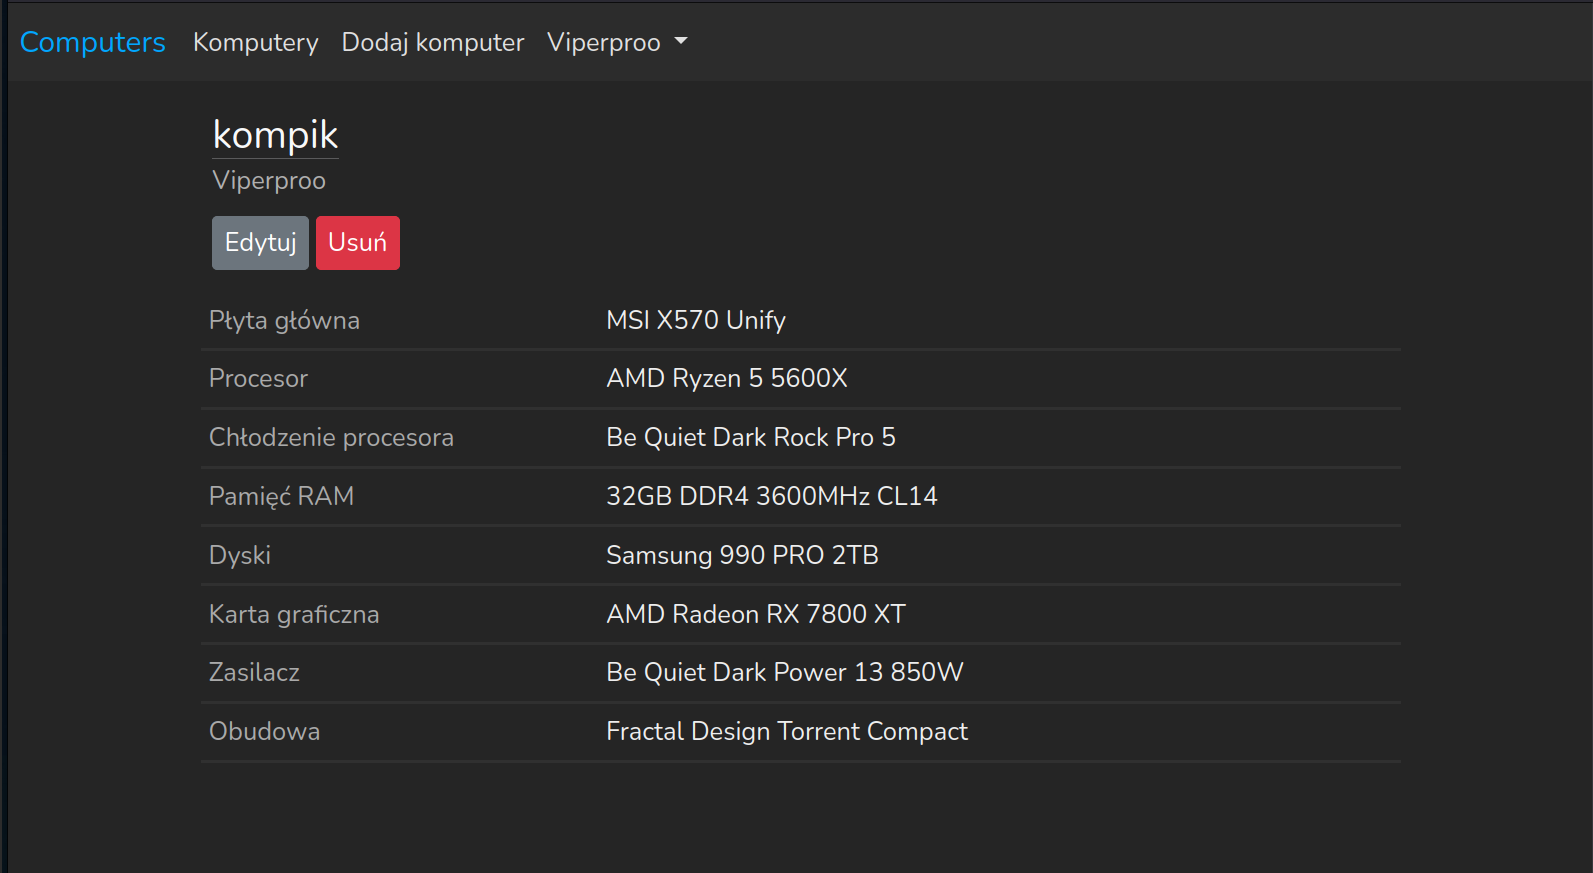 Computers Komputery Dodaj komputer Viperproo
kompik
Viperproo
Edytuj Usuń
Płyta główna MSI X570 Unify
Procesor AMD Ryzen 5 5600X
Chłodzenie procesora Be Quiet Dark Rock Pro 5
Pamięć RAM 32GB DDR4 3600MHz CL14
Dyski Samsung 990 PRO 2TB
Karta graficzna AMD Radeon RX 7800 XT
Zasilacz Be Quiet Dark Power 13 850W
Obudowa Fractal Design Torrent Compact